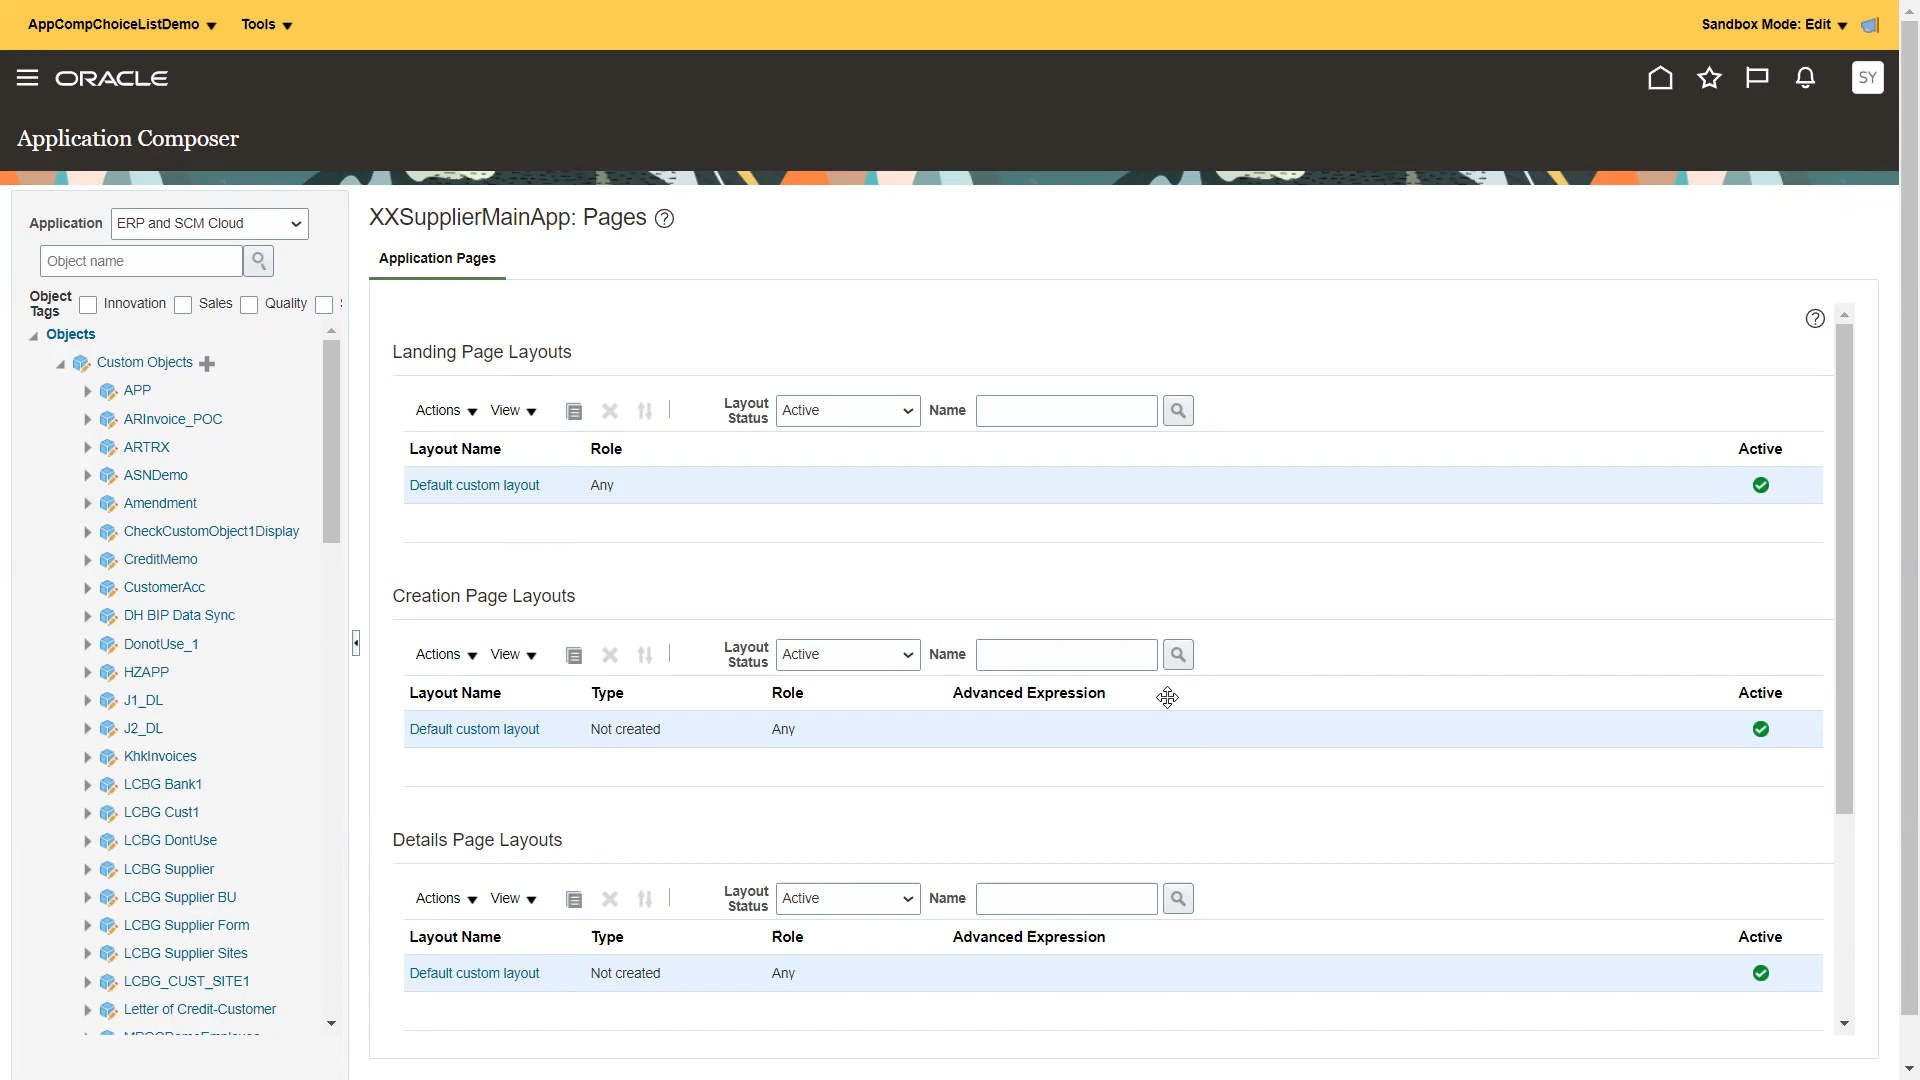 AppCompChoiceListDemo Tools Sandbox Mode: Edit
ORACLE SY
Application Composer
Application ERP and SCM Cloud
Object name
Object Tags Innovation Sales Quality
Objects
Custom Objects
APP
ARInvoice_POC
ARTRX
ASNDemo
Amendment
CheckCustomObject1Display
CreditMemo
CustomerAcc
DH BIP Data Sync
DonotUse_1
HZAPP
J1_DL
J2_DL
KhkInvoices
LCBG Bank1
LCBG Cust1
LCBG DontUse
LCBG Supplier
LCBG Supplier BU
LCBG Supplier Form
LCBG Supplier Sites
LCBG_CUST_SITE1
Letter of Credit-Customer
XXSupplierMainApp: Pages
Application Pages
Landing Page Layouts
Actions View Layout Status Active Name
Layout Name Role Active
Default custom layout Any
Creation Page Layouts
Actions View Layout Status Active Name
Layout Name Type Role Advanced Expression Active
Default custom layout Not created Any
Details Page Layouts
Actions View Layout Status Active Name
Layout Name Type Role Advanced Expression Active
Default custom layout Not created Any